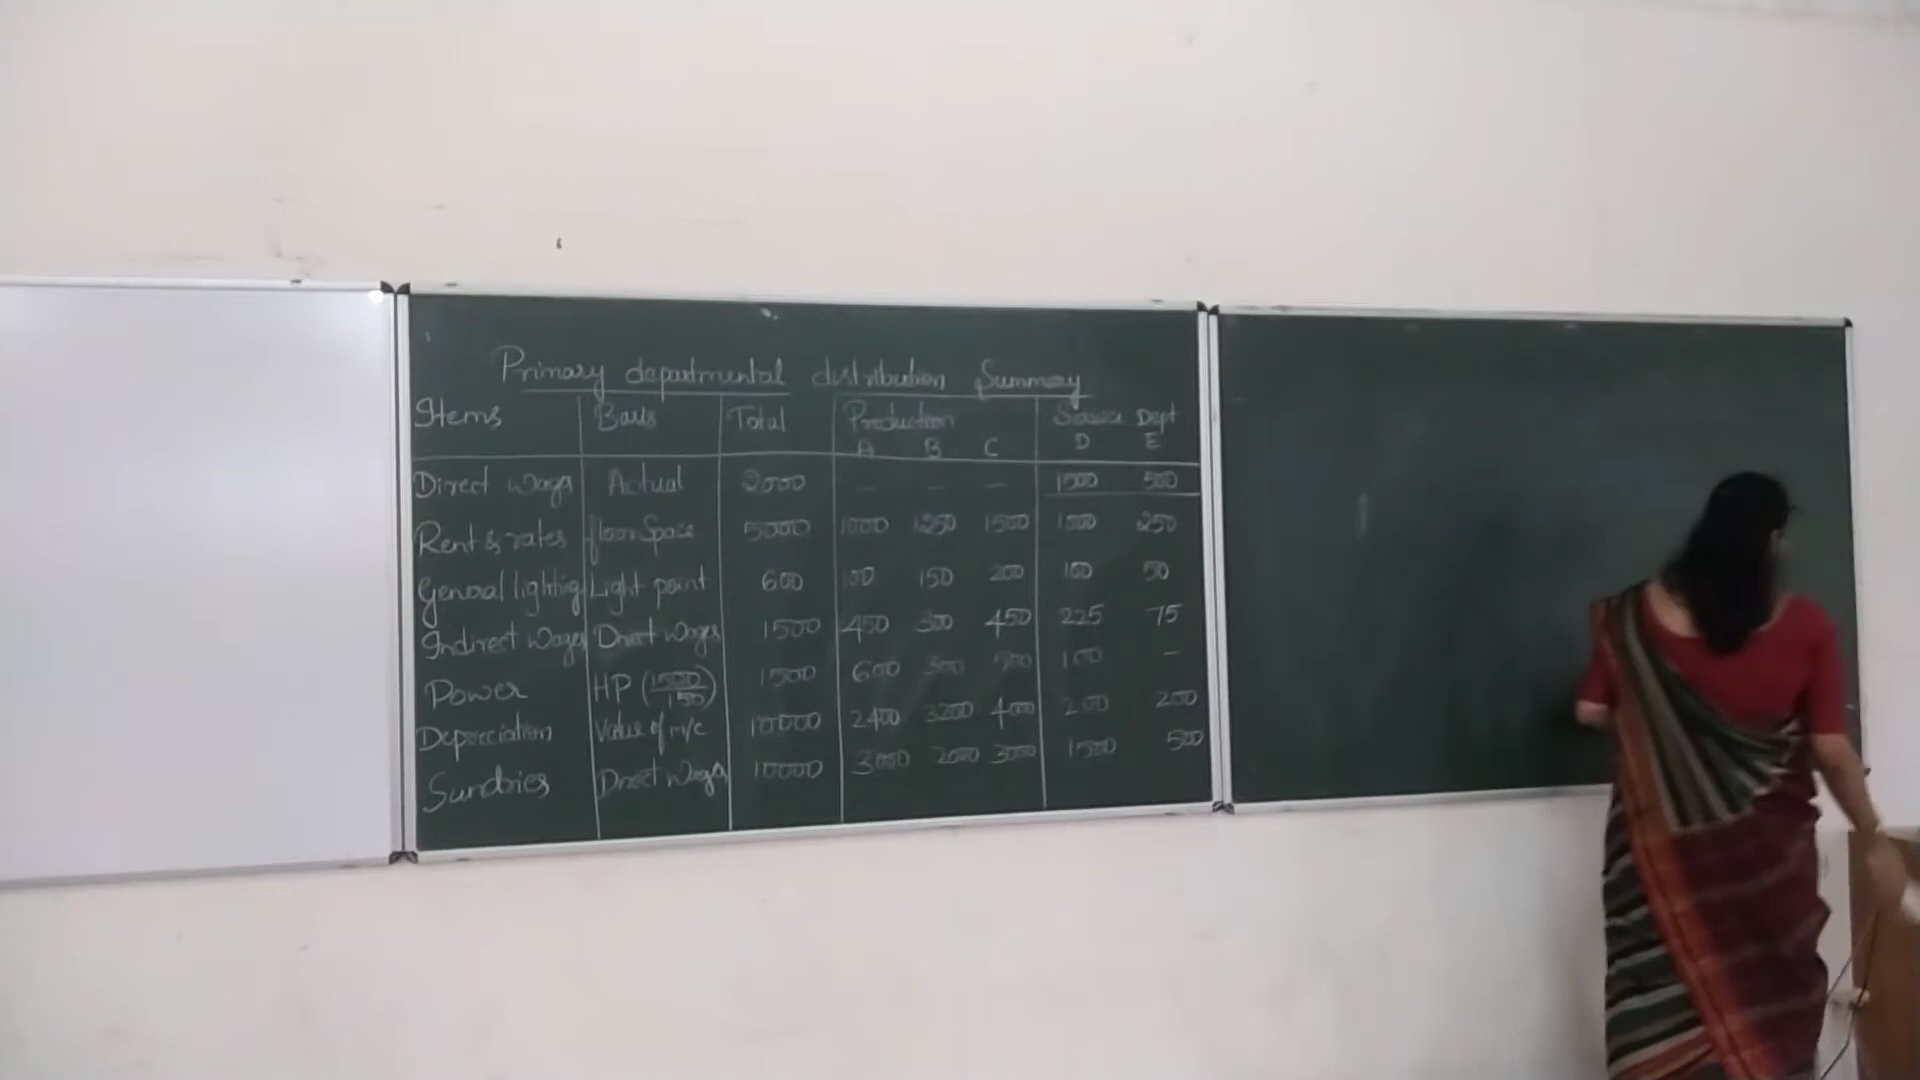 Primary departmental distribution Summary
Items Basis Total Production Service Dept
A B C D E
Direct wages Actual 2000 - - - 1500 500
Rent & rates floor Space 5000 1000 1250 1500 1000 250
General lighting Light point 600 100 150 200 100 50
Indirect wages Direct wages 1500 450 300 450 225 75
Power HP (1500/150) 1500 600 300 500 100 -
Depreciation Value of m/c 10000 2400 3200 4000 200 200
Sundries Direct wages 10000 3000 2000 3000 1500 500